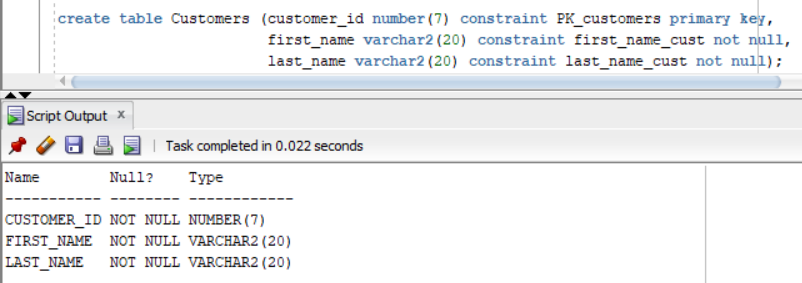 create table Customers (customer_id number(7) constraint PK_customers primary key,
first_name varchar2(20) constraint first_name_cust not null,
last_name varchar2(20) constraint last_name_cust not null);
Script Output x
Task completed in 0.022 seconds
Name Null? Type
----------- -------- ------------
CUSTOMER_ID NOT NULL NUMBER(7)
FIRST_NAME NOT NULL VARCHAR2(20)
LAST_NAME NOT NULL VARCHAR2(20)